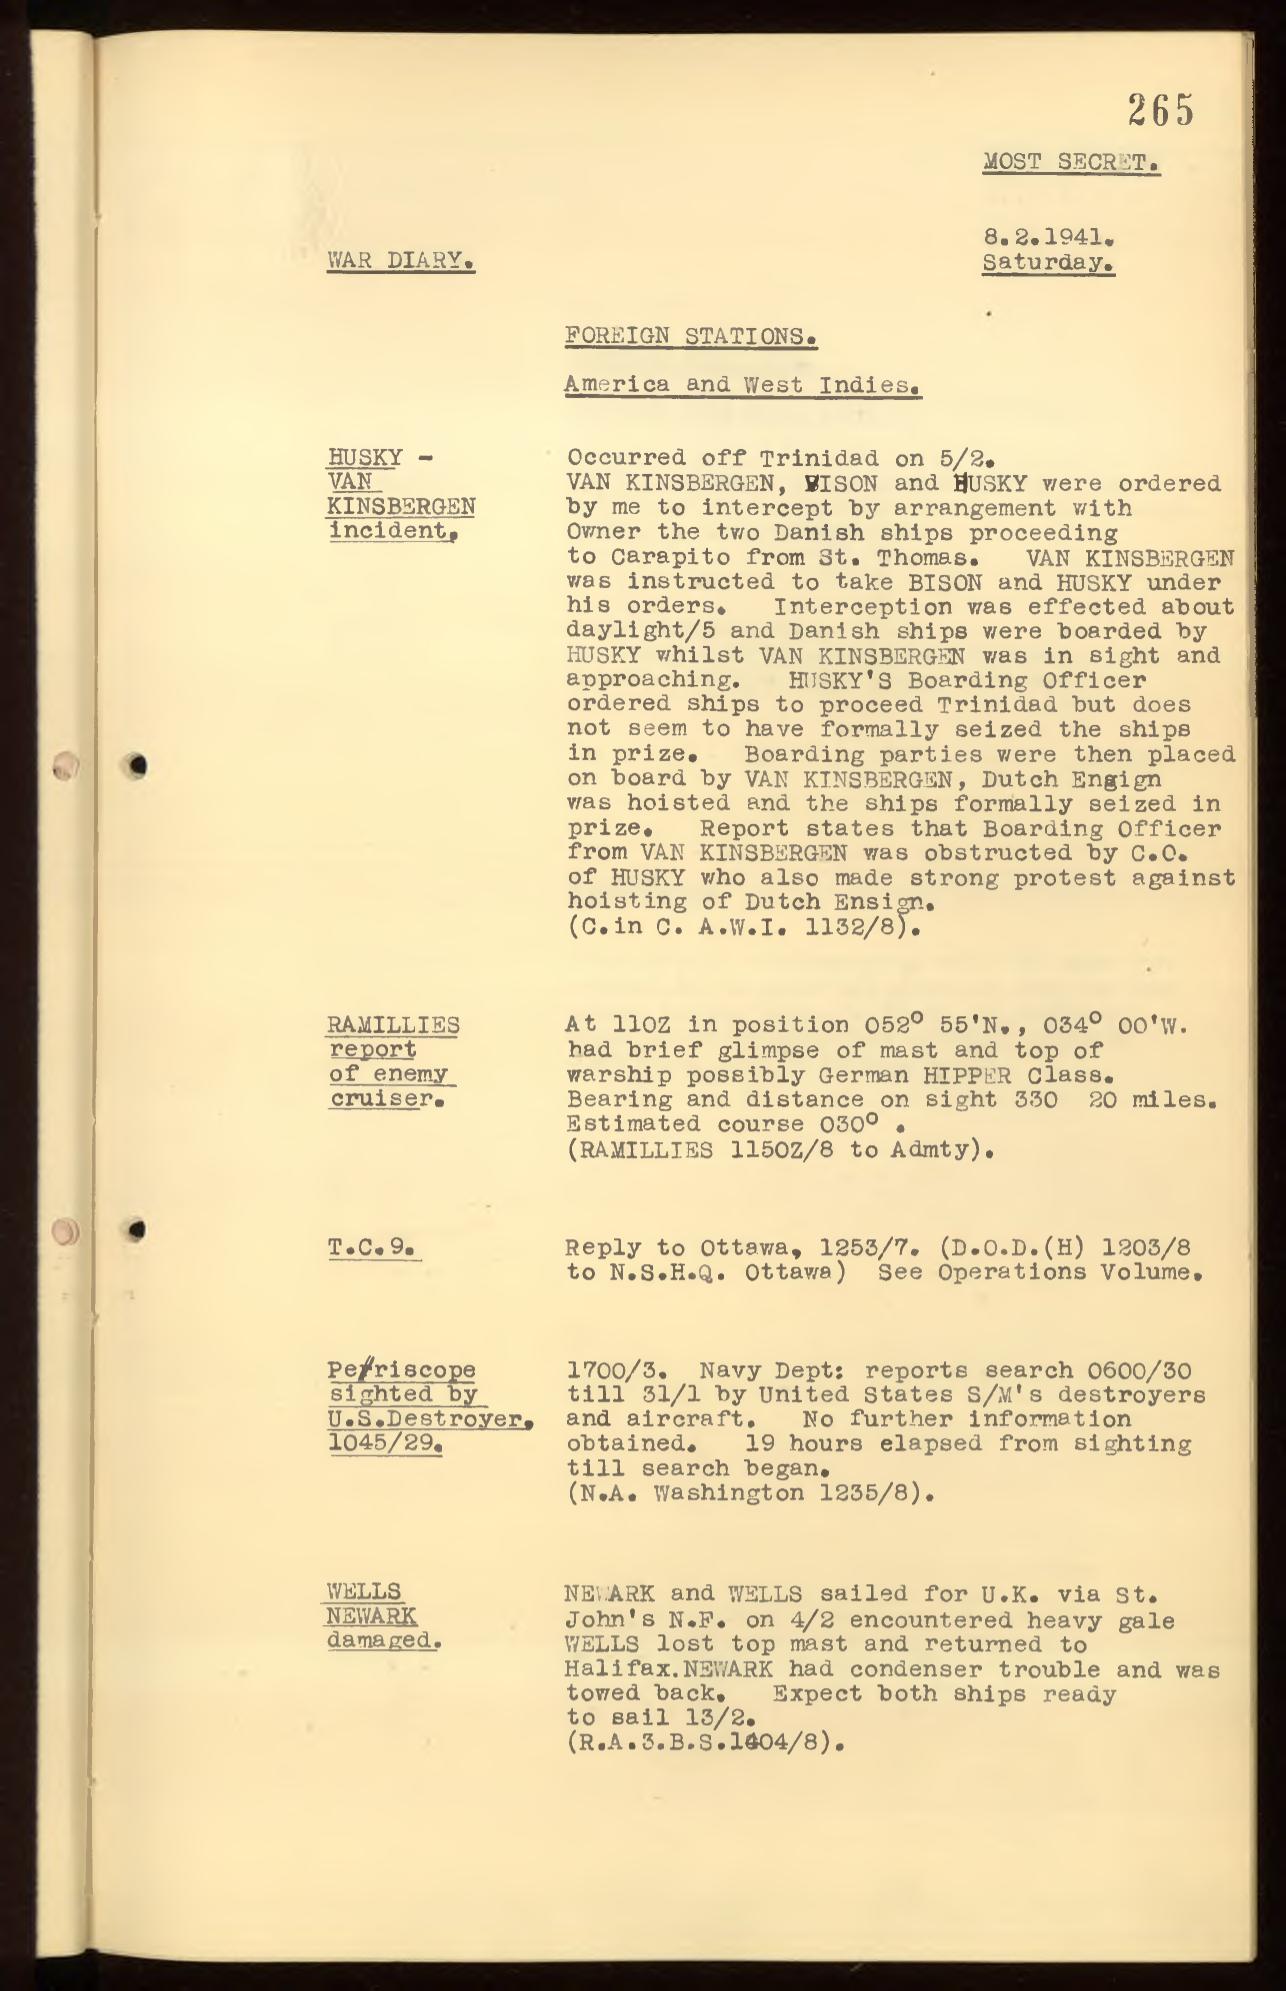 265
MOST SECRET.
8.2.1941.
WAR DIARY.
Saturday.
FOREIGN STATIONS.
America and West Indies.
HUSKY -
VAN
KINSBERGEN
incident.
Occurred off Trinidad on 5/2.
VAN KINSBERGEN, BISON and HUSKY were ordered
by me to intercept by arrangement with
Owner the two Danish ships proceeding
to Carapito from St. Thomas. VAN KINSBERGEN
was instructed to take BISON and HUSKY under
his orders. Interception was effected about
daylight/5 and Danish ships were boarded by
HUSKY whilst VAN KINSBERGEN was in sight and
approaching. HUSKY'S Boarding Officer
ordered ships to proceed Trinidad but does
not seem to have formally seized the ships
in prize. Boarding parties were then placed
on board by VAN KINSBERGEN, Dutch Ensign
was hoisted and the ships formally seized in
prize. Report states that Boarding Officer
from VAN KINSBERGEN was obstructed by C.O.
of HUSKY who also made strong protest against
hoisting of Dutch Ensign.
(C.in C. A.W.I. 1132/8).
RAMILLIES
report
of enemy
cruiser.
At 110Z in position 052° 55'N., 034° 00'W.
had brief glimpse of mast and top of
warship possibly German HIPPER Class.
Bearing and distance on sight 330 20 miles.
Estimated course 030° .
(RAMILLIES 1150Z/8 to Admty).
T.C.9.
Reply to Ottawa, 1253/7. (D.O.D.(H) 1203/8
to N.S.H.Q. Ottawa) See Operations Volume.
Periscope
sighted by
U.S.Destroyer.
1045/29.
1700/3. Navy Dept: reports search 0600/30
till 31/1 by United States S/M's destroyers
and aircraft. No further information
obtained. 19 hours elapsed from sighting
till search began.
(N.A. Washington 1235/8).
WELLS
NEWARK
damaged.
NEWARK and WELLS sailed for U.K. via St.
John's N.F. on 4/2 encountered heavy gale
WELLS lost top mast and returned to
Halifax.NEWARK had condenser trouble and was
towed back. Expect both ships ready
to sail 13/2.
(R.A.3.B.S.1404/8).